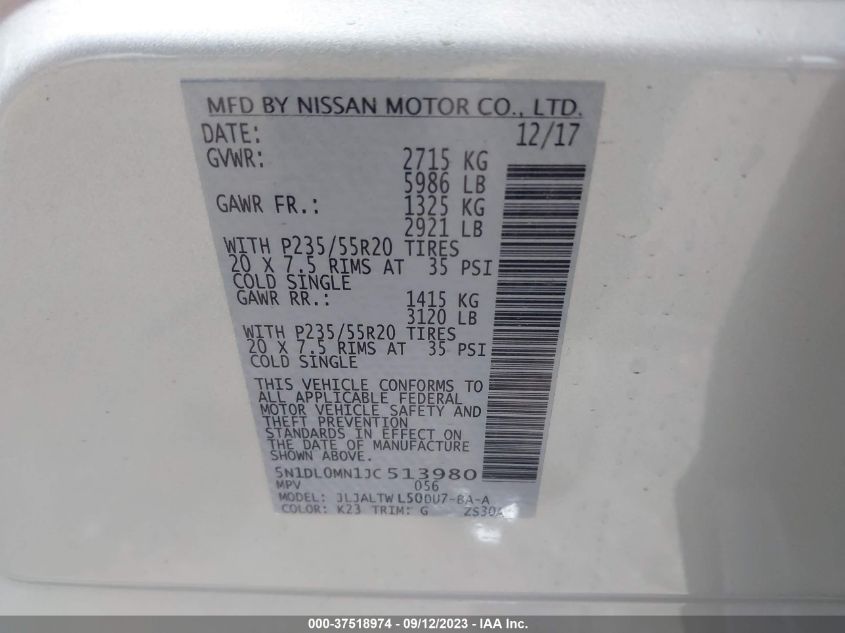 MFD BY NISSAN MOTOR CO., LTD.
DATE: 12/17
GVWR: 2715 KG
5986 LB
GAWR FR.: 1325 KG
2921 LB
WITH P235/55R20 TIRES
20 X 7.5 RIMS AT 35 PSI
COLD SINGLE
GAWR RR.: 1415 KG
3120 LB
WITH P235/55R20 TIRES
20 X 7.5 RIMS AT 35 PSI
COLD SINGLE
THIS VEHICLE CONFORMS TO
ALL APPLICABLE FEDERAL
MOTOR VEHICLE SAFETY AND
THEFT PREVENTION
STANDARDS IN EFFECT ON
THE DATE OF MANUFACTURE
SHOWN ABOVE.
5N1DL0MN1JC513980
MPV 056
MODEL: JLJALTWL50DU7-BA-A
COLOR: K23 TRIM: G
000-37518974 - 09/12/2023 - IAA Inc.